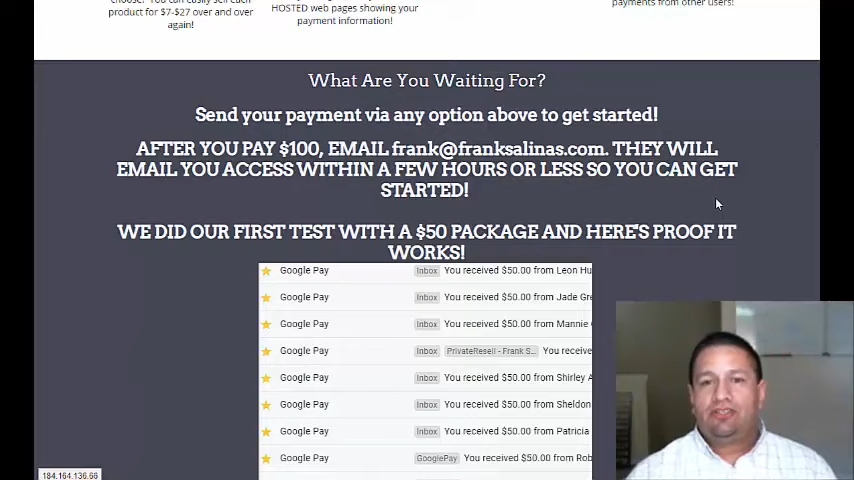 choose! You can easily sell each
product for $7-$27 over and over
again!
HOSTED web pages showing your
payment information!
payments from other users!
What Are You Waiting For?
Send your payment via any option above to get started!
AFTER YOU PAY $100, EMAIL frank@franksalinas.com. THEY WILL
EMAIL YOU ACCESS WITHIN A FEW HOURS OR LESS SO YOU CAN GET
STARTED!
WE DID OUR FIRST TEST WITH A $50 PACKAGE AND HERE'S PROOF IT
WORKS!
Google Pay Inbox You received $50.00 from Leon Hu
Google Pay Inbox You received $50.00 from Jade Gre
Google Pay Inbox You received $50.00 from Mannie
Google Pay Inbox PrivateResell - Frank S... You receive
Google Pay Inbox You received $50.00 from Shirley A
Google Pay Inbox You received $50.00 from Sheldon
Google Pay Inbox You received $50.00 from Patricia
Google Pay GooglePay You received $50.00 from Rob
184.164.136.66